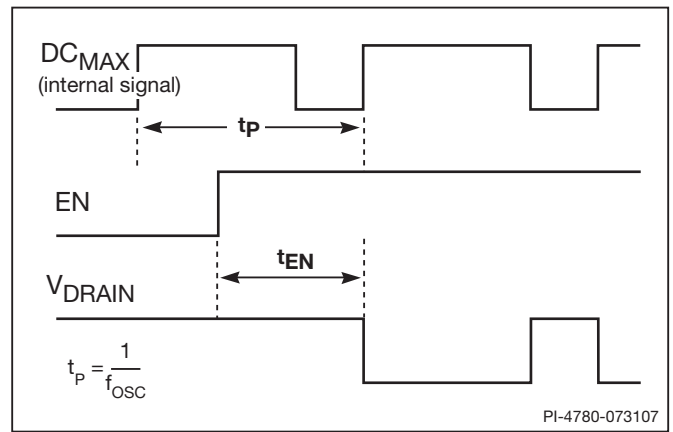 DCMAX
(internal signal)
tP
EN
tEN
VDRAIN
tP = 1/fOSC
PI-4780-073107